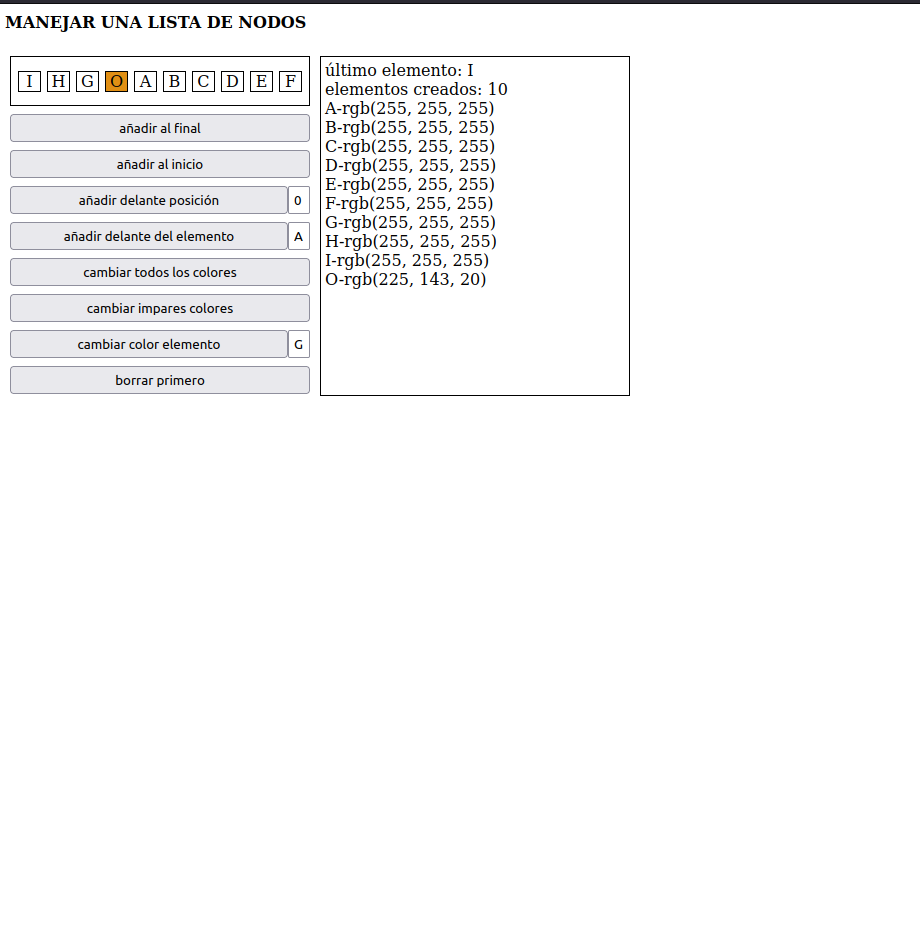 MANEJAR UNA LISTA DE NODOS
I H G O A B C D E F
añadir al final
añadir al inicio
añadir delante posición 0
añadir delante del elemento A
cambiar todos los colores
cambiar impares colores
cambiar color elemento G
borrar primero
último elemento: I
elementos creados: 10
A-rgb(255, 255, 255)
B-rgb(255, 255, 255)
C-rgb(255, 255, 255)
D-rgb(255, 255, 255)
E-rgb(255, 255, 255)
F-rgb(255, 255, 255)
G-rgb(255, 255, 255)
H-rgb(255, 255, 255)
I-rgb(255, 255, 255)
O-rgb(225, 143, 20)